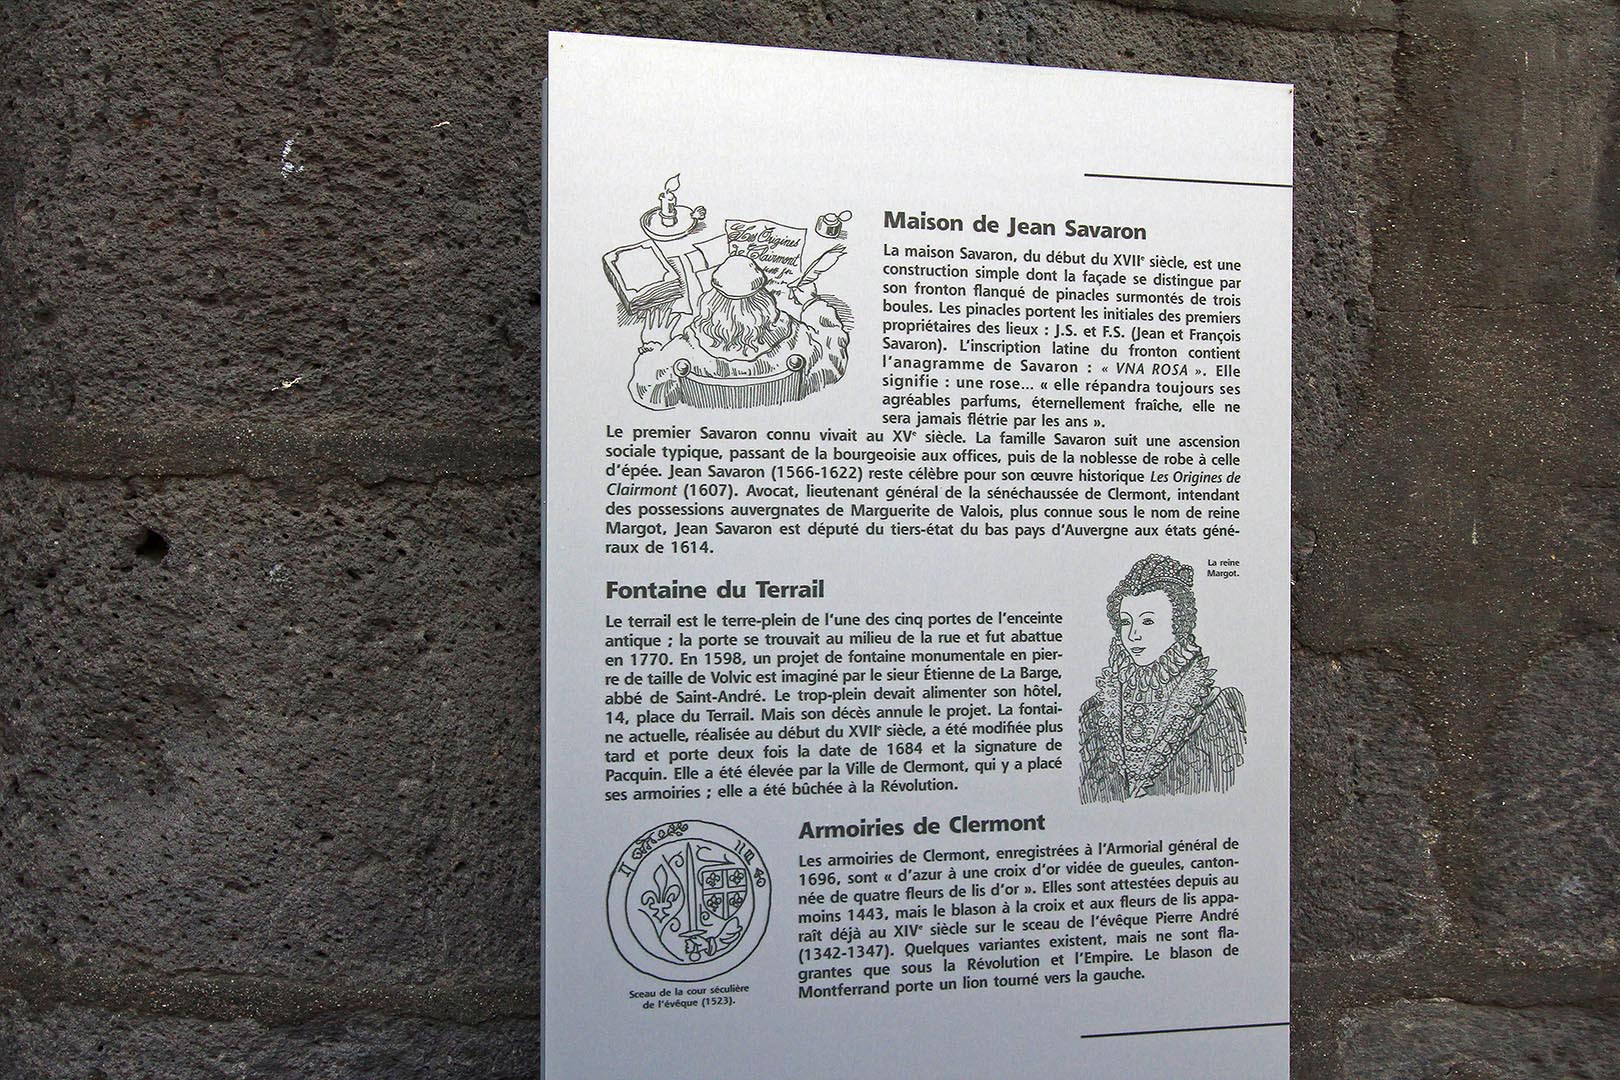 Les Origines
de Clairmont
Maison de Jean Savaron
La maison Savaron, du début du XVIIe siècle, est une
construction simple dont la façade se distingue par
son fronton flanqué de pinacles surmontés de trois
boules. Les pinacles portent les initiales des premiers
propriétaires des lieux : J.S. et F.S. (Jean et François
Savaron). L'inscription latine du fronton contient
l'anagramme de Savaron : « VNA ROSA ». Elle
signifie : une rose... « elle répandra toujours ses
agréables parfums, éternellement fraîche, elle ne
sera jamais flétrie par les ans ».
Le premier Savaron connu vivait au XVe siècle. La famille Savaron suit une ascension
sociale typique, passant de la bourgeoisie aux offices, puis de la noblesse de robe à celle
d'épée. Jean Savaron (1566-1622) reste célèbre pour son œuvre historique Les Origines de
Clairmont (1607). Avocat, lieutenant général de la sénéchaussée de Clermont, intendant
des possessions auvergnates de Marguerite de Valois, plus connue sous le nom de reine
Margot, Jean Savaron est député du tiers-état du bas pays d'Auvergne aux états géné-
raux de 1614.
La reine
Margot.
Fontaine du Terrail
Le terrail est le terre-plein de l'une des cinq portes de l'enceinte
antique ; la porte se trouvait au milieu de la rue et fut abattue
en 1770. En 1598, un projet de fontaine monumentale en pier-
re de taille de Volvic est imaginé par le sieur Étienne de La Barge,
abbé de Saint-André. Le trop-plein devait alimenter son hôtel,
14, place du Terrail. Mais son décès annule le projet. La fontai-
ne actuelle, réalisée au début du XVIIe siècle, a été modifiée plus
tard et porte deux fois la date de 1684 et la signature de
Pacquin. Elle a été élevée par la Ville de Clermont, qui y a placé
ses armoiries ; elle a été bûchée à la Révolution.
Armoiries de Clermont
Les armoiries de Clermont, enregistrées à l'Armorial général de
1696, sont « d'azur à une croix d'or vidée de gueules, canton-
née de quatre fleurs de lis d'or ». Elles sont attestées depuis au
moins 1443, mais le blason à la croix et aux fleurs de lis appa-
raît déjà au XIVe siècle sur le sceau de l'évêque Pierre André
(1342-1347). Quelques variantes existent, mais ne sont fla-
grantes que sous la Révolution et l'Empire. Le blason de
Montferrand porte un lion tourné vers la gauche.
Sceau de la cour séculière
de l'évêque (1523).